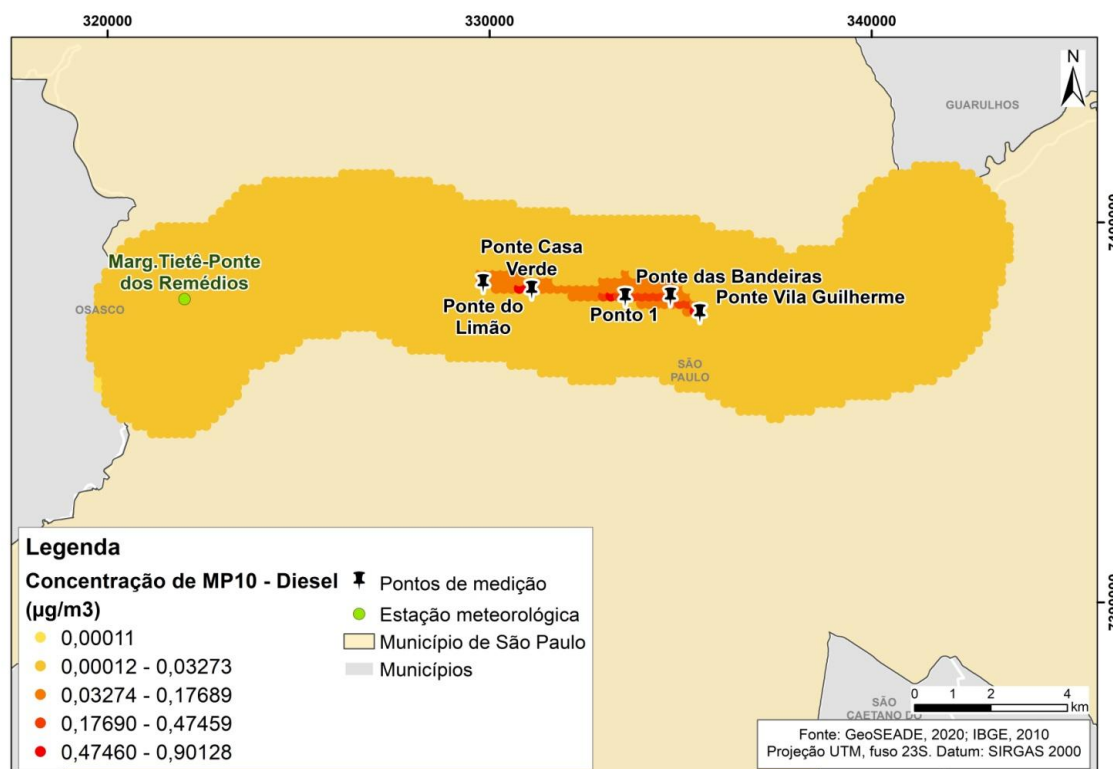 320000
330000
340000
N
GUARULHOS
7340000
Marg.Tietê-Ponte
dos Remédios
OSASCO
Ponte Casa
Verde
Ponte do
Limão
Ponte das Bandeiras
Ponto 1
Ponte Vila Guilherme
SÃO
PAULO
7330000
Legenda
Concentração de MP10 - Diesel
(µg/m3)
0,00011
0,00012 - 0,03273
0,03274 - 0,17689
0,17690 - 0,47459
0,47460 - 0,90128
Pontos de medição
Estação meteorológica
Município de São Paulo
Municípios
SÃO
CAETANO DO
0 1 2 4
km
Fonte: GeoSEADE, 2020; IBGE, 2010
Projeção UTM, fuso 23S. Datum: SIRGAS 2000